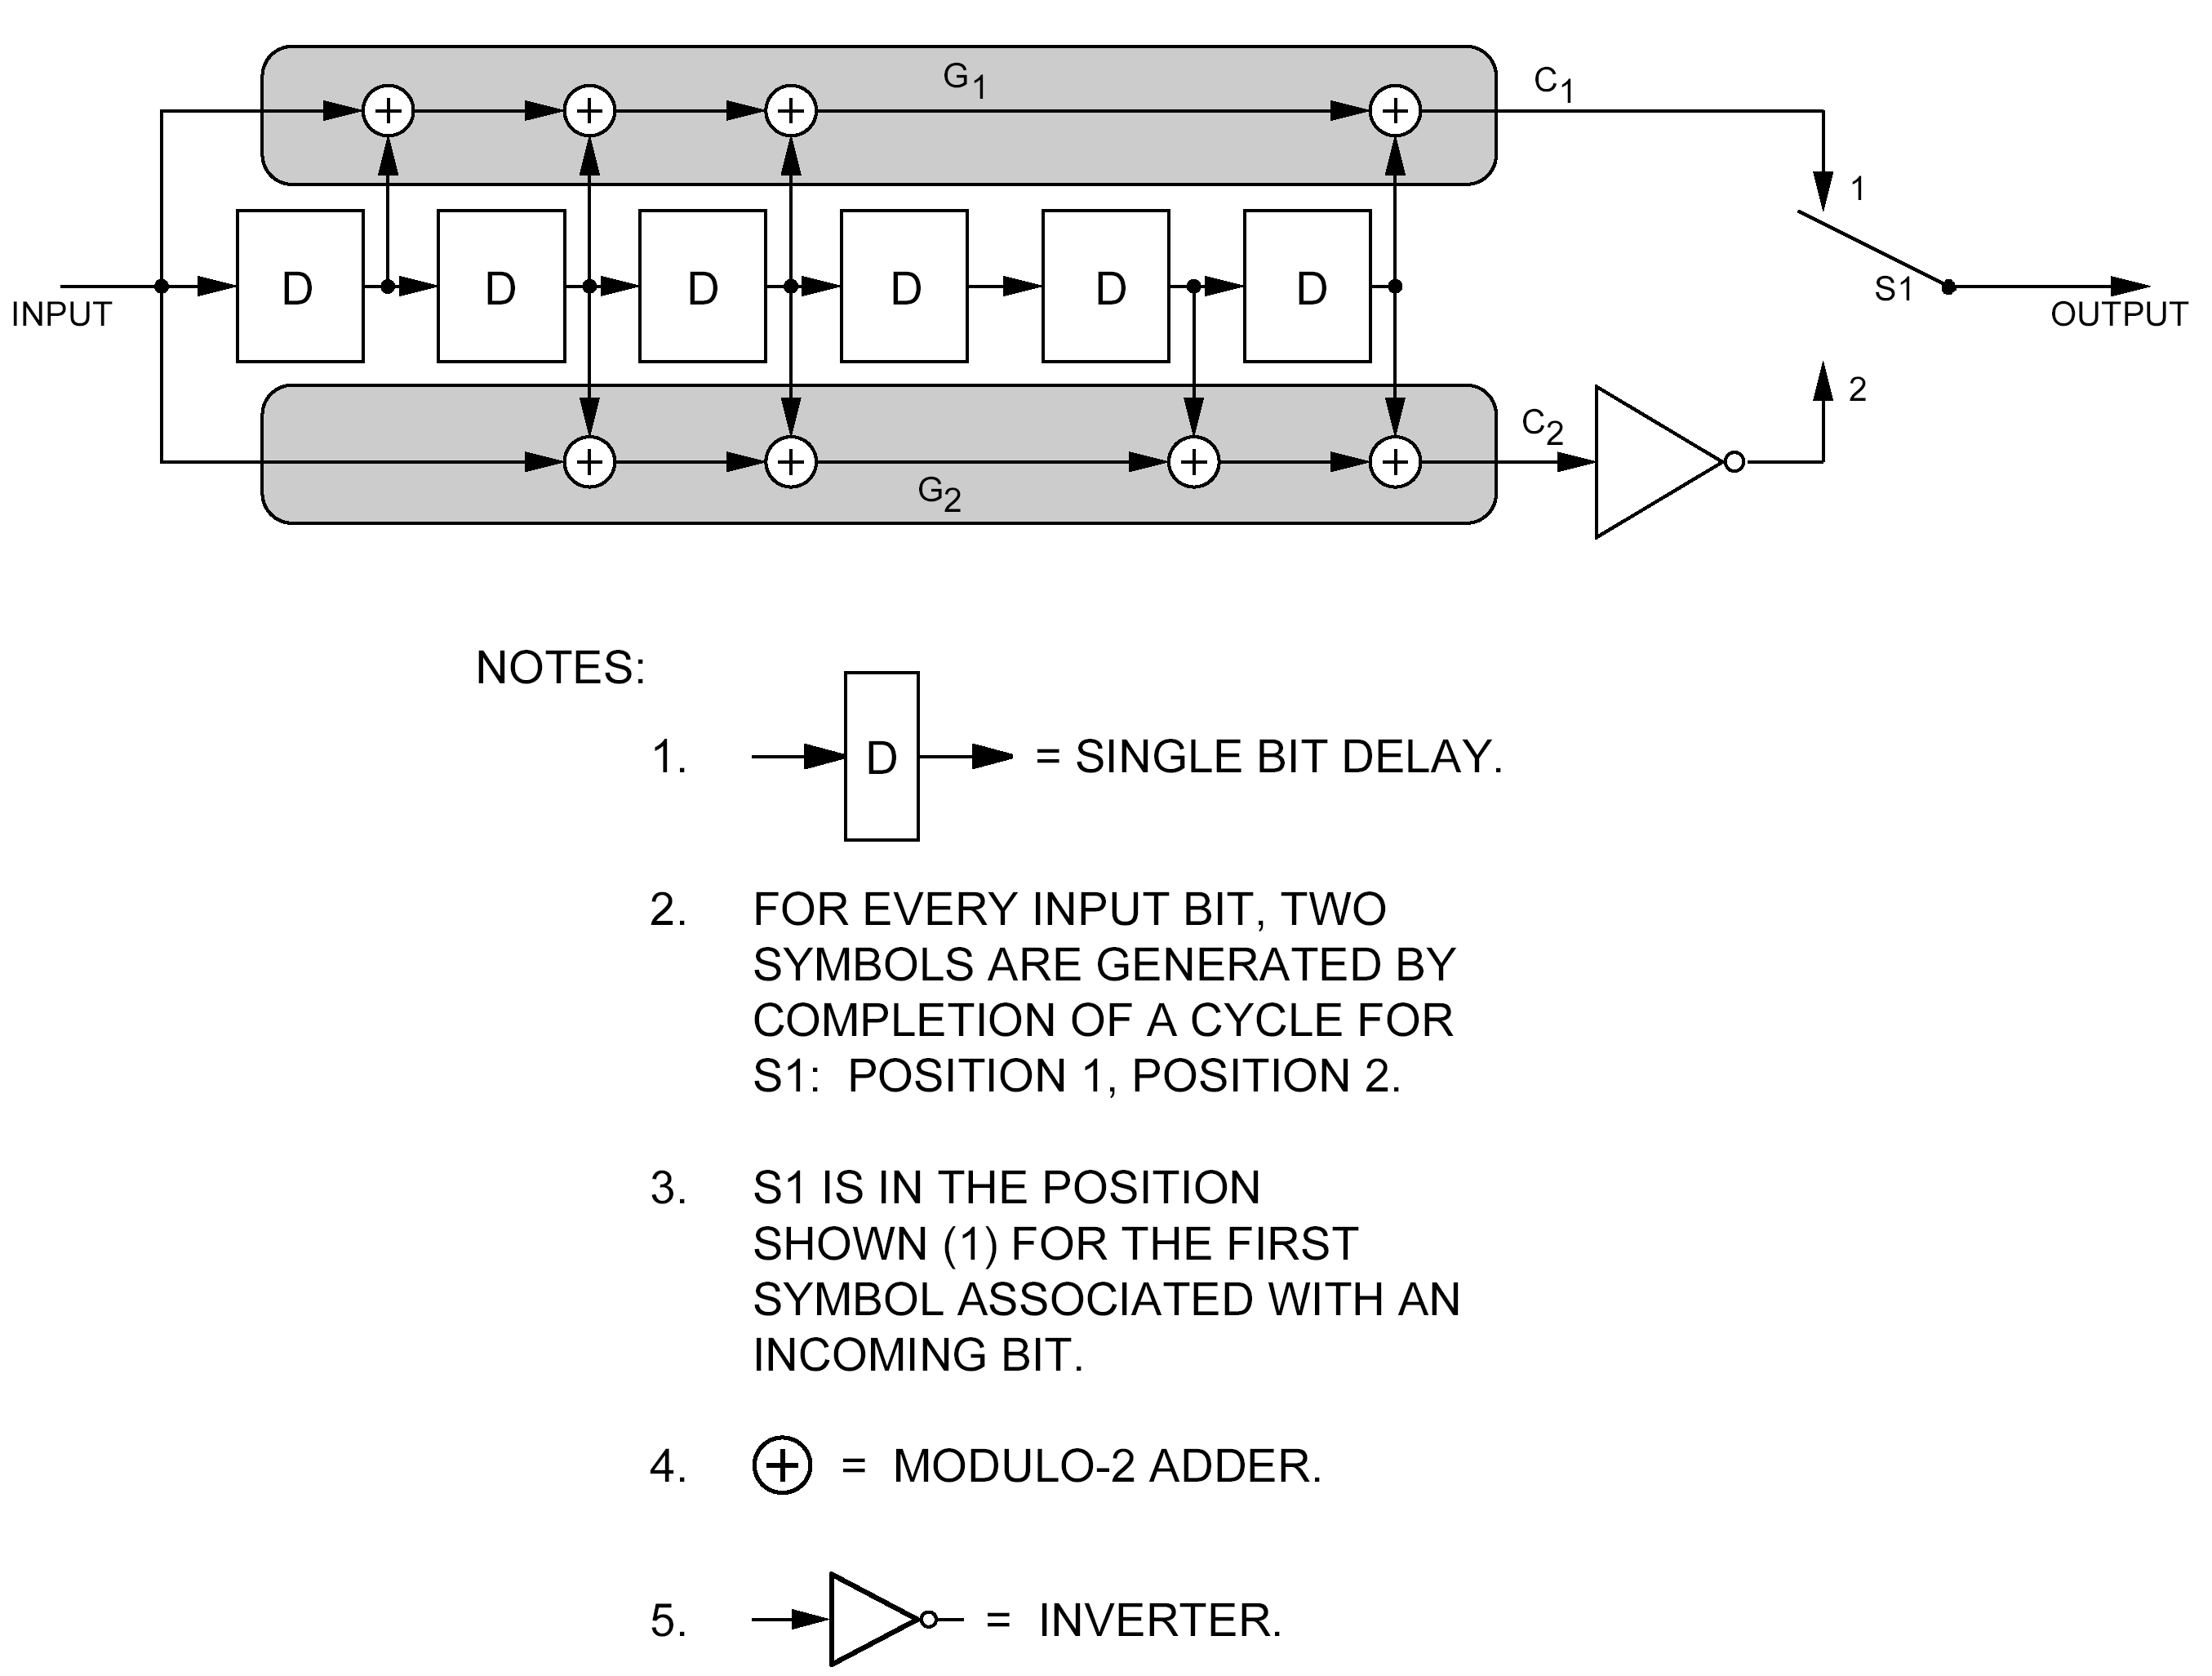 G1
C1
1
D D D D D D
INPUT
S1
OUTPUT
2
C2
G2
NOTES:
1. D = SINGLE BIT DELAY.
2. FOR EVERY INPUT BIT, TWO
SYMBOLS ARE GENERATED BY
COMPLETION OF A CYCLE FOR
S1: POSITION 1, POSITION 2.
3. S1 IS IN THE POSITION
SHOWN (1) FOR THE FIRST
SYMBOL ASSOCIATED WITH AN
INCOMING BIT.
4. ⊕ = MODULO-2 ADDER.
5. = INVERTER.